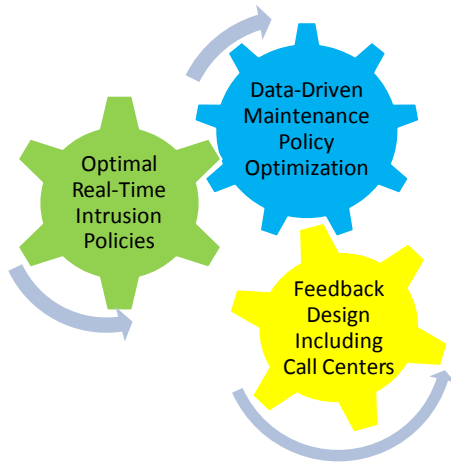 Data-Driven
Maintenance
Policy
Optimization
Optimal
Real-Time
Intrusion
Policies
Feedback
Design
Including
Call Centers